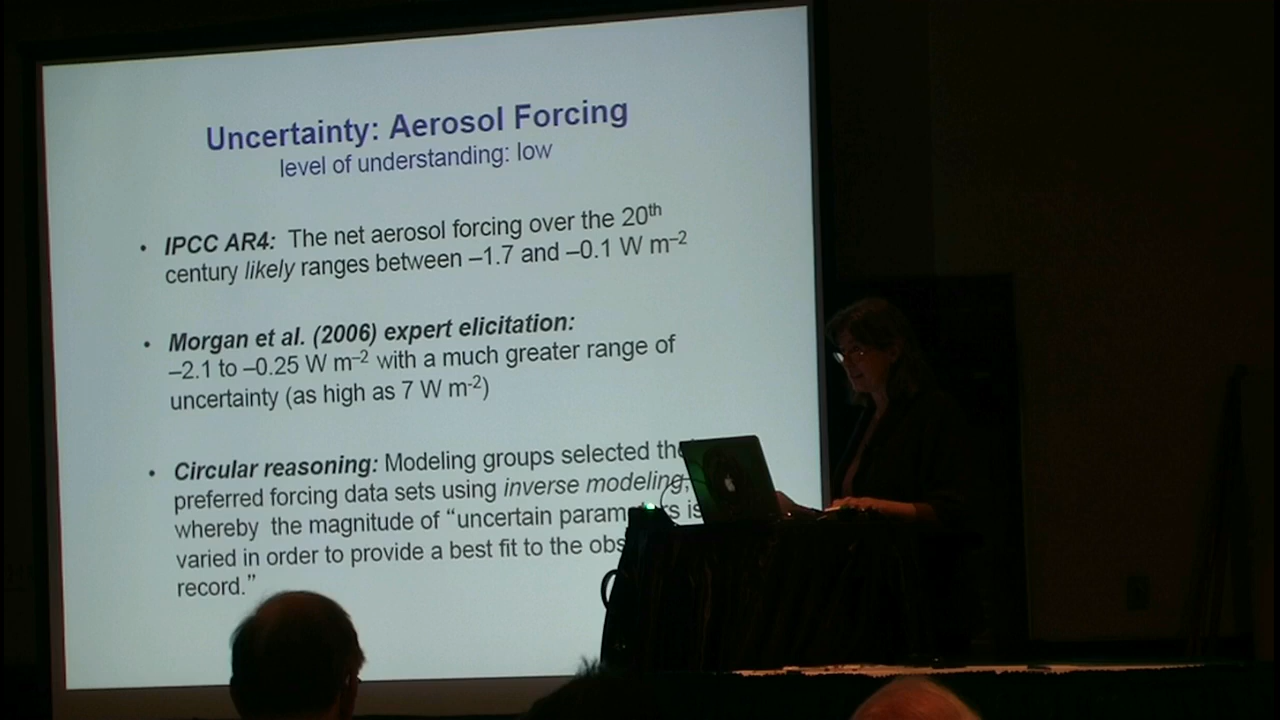 Uncertainty: Aerosol Forcing
level of understanding: low
• IPCC AR4: The net aerosol forcing over the 20th
century likely ranges between –1.7 and –0.1 W m–2
• Morgan et al. (2006) expert elicitation:
–2.1 to –0.25 W m–2 with a much greater range of
uncertainty (as high as 7 W m-2)
• Circular reasoning: Modeling groups selected
preferred forcing data sets using inverse modeling,
whereby the magnitude of “uncertain is
varied in order to provide a best fit to the
record.”